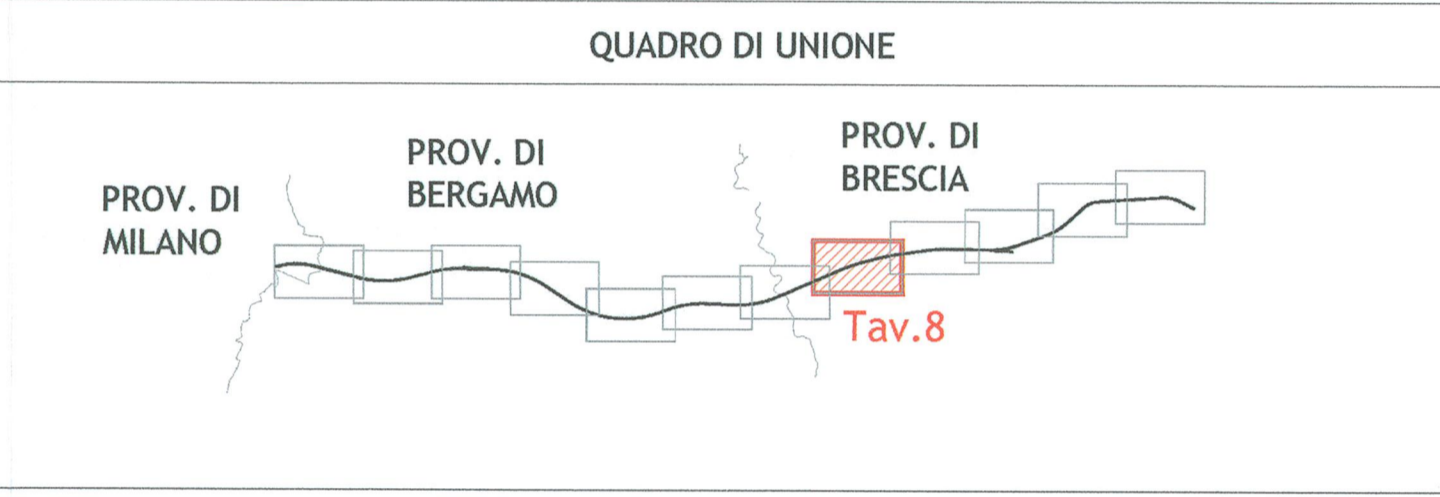 QUADRO DI UNIONE
PROV. DI
MILANO
PROV. DI
BERGAMO
PROV. DI
BRESCIA
Tav.8